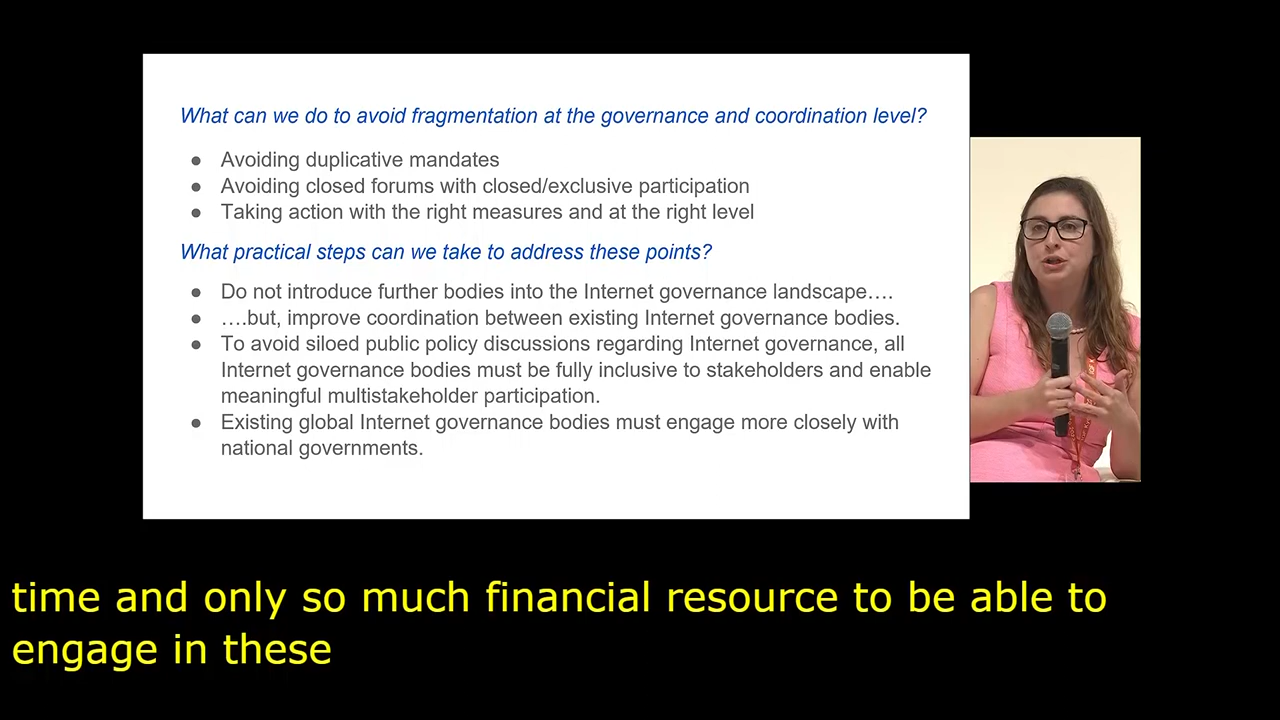 What can we do to avoid fragmentation at the governance and coordination level?
● Avoiding duplicative mandates
● Avoiding closed forums with closed/exclusive participation
● Taking action with the right measures and at the right level
What practical steps can we take to address these points?
● Do not introduce further bodies into the Internet governance landscape….
● ….but, improve coordination between existing Internet governance bodies.
● To avoid siloed public policy discussions regarding Internet governance, all
Internet governance bodies must be fully inclusive to stakeholders and enable
meaningful multistakeholder participation.
● Existing global Internet governance bodies must engage more closely with
national governments.
time and only so much financial resource to be able to
engage in these